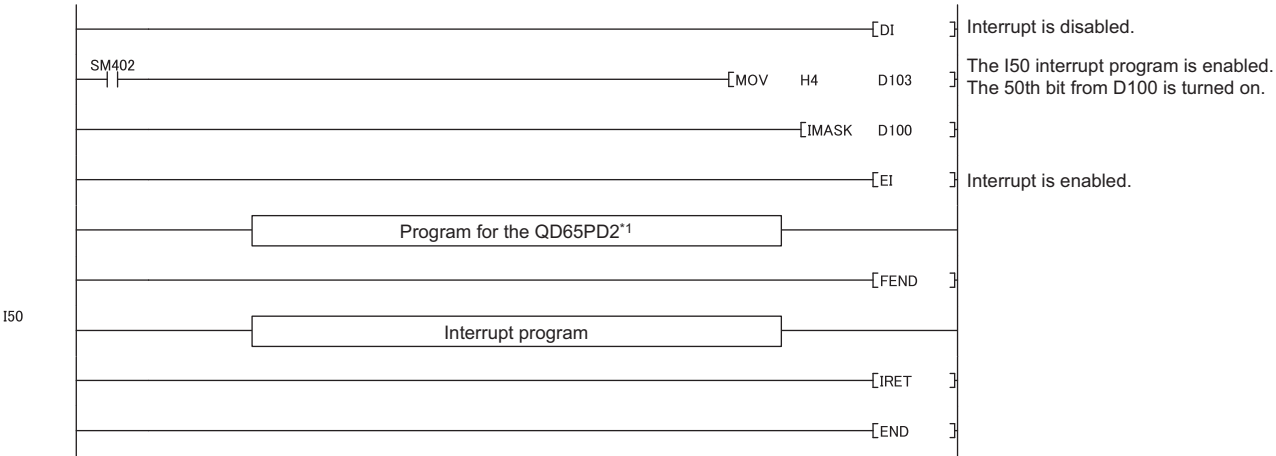 DI Interrupt is disabled.
SM402
MOV H4 D103 The I50 interrupt program is enabled.
The 50th bit from D100 is turned on.
IMASK D100
EI Interrupt is enabled.
Program for the QD65PD2*1
FEND
I50
Interrupt program
IRET
END